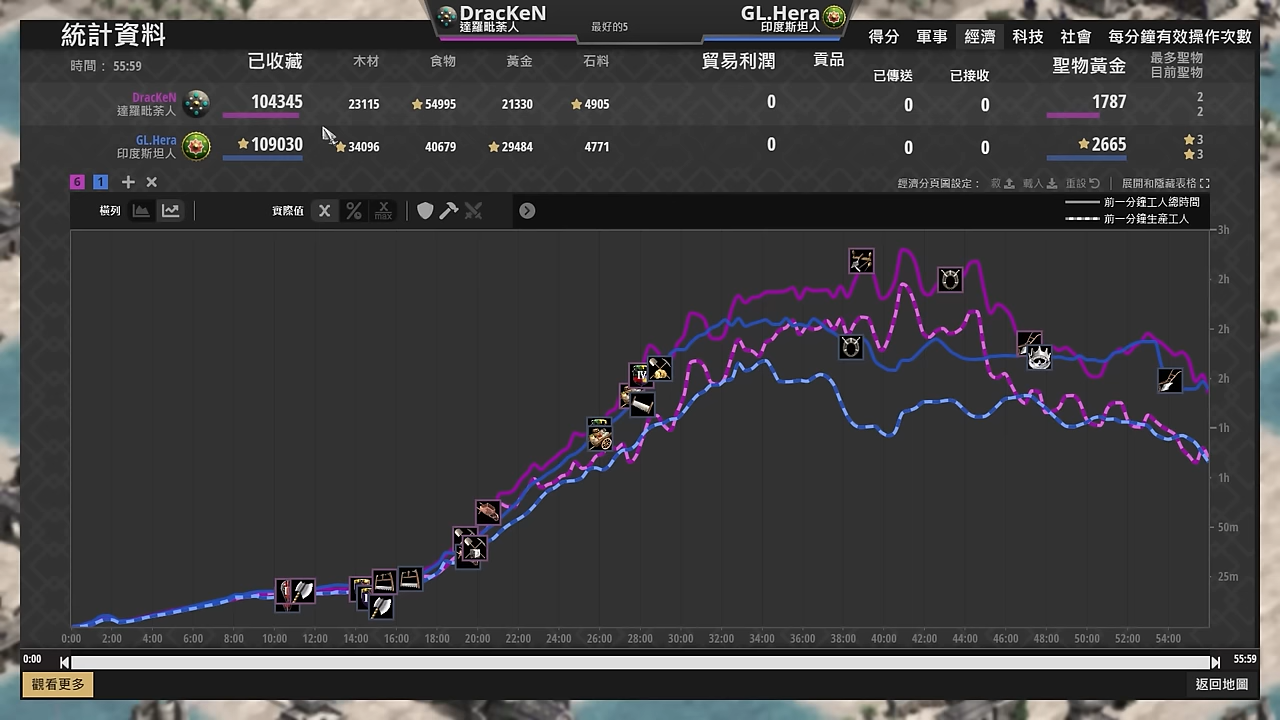 DracKeN
達羅毗荼人
最好的5
GL.Hera
印度斯坦人
統計資料
得分 軍事 經濟 科技 社會 每分鐘有效操作次數
時間： 55:59
已收藏 木材 食物 黃金 石料 貿易利潤 貢品 已傳送 已接收 聖物黃金 最多聖物 目前聖物
DracKeN
達羅毗荼人
104345 23115 54995 21330 4905 0 0 0 1787 2 2
GL.Hera
印度斯坦人
109030 34096 40679 29484 4771 0 0 0 2665 3 3
6 1
經濟分頁圖設定： 載入 重設 展開和隱藏表格
橫列 實際值 X % X max
前一分鐘工人總時間
前一分鐘生產工人
3h
2h
2h
2h
1h
1h
50m
25m
0:00 2:00 4:00 6:00 8:00 10:00 12:00 14:00 16:00 18:00 20:00 22:00 24:00 26:00 28:00 30:00 32:00 34:00 36:00 38:00 40:00 42:00 44:00 46:00 48:00 50:00 52:00 54:00
0:00 55:59
觀看更多 返回地圖